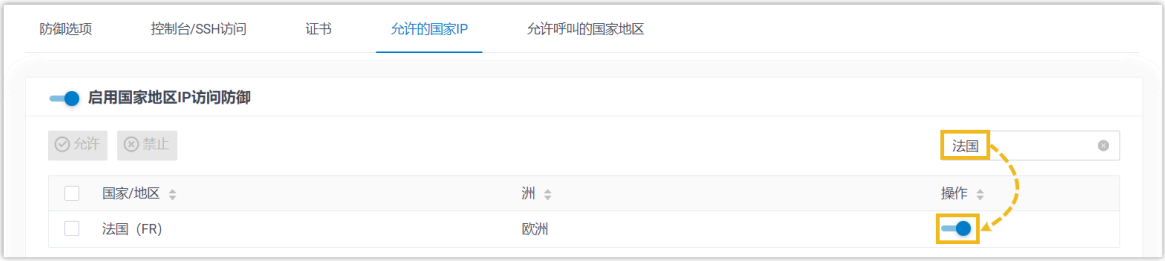 防御选项 控制台/SSH访问 证书 允许的国家IP 允许呼叫的国家地区
启用国家地区IP访问防御
允许 禁止 法国
国家/地区 洲 操作
法国（FR） 欧洲